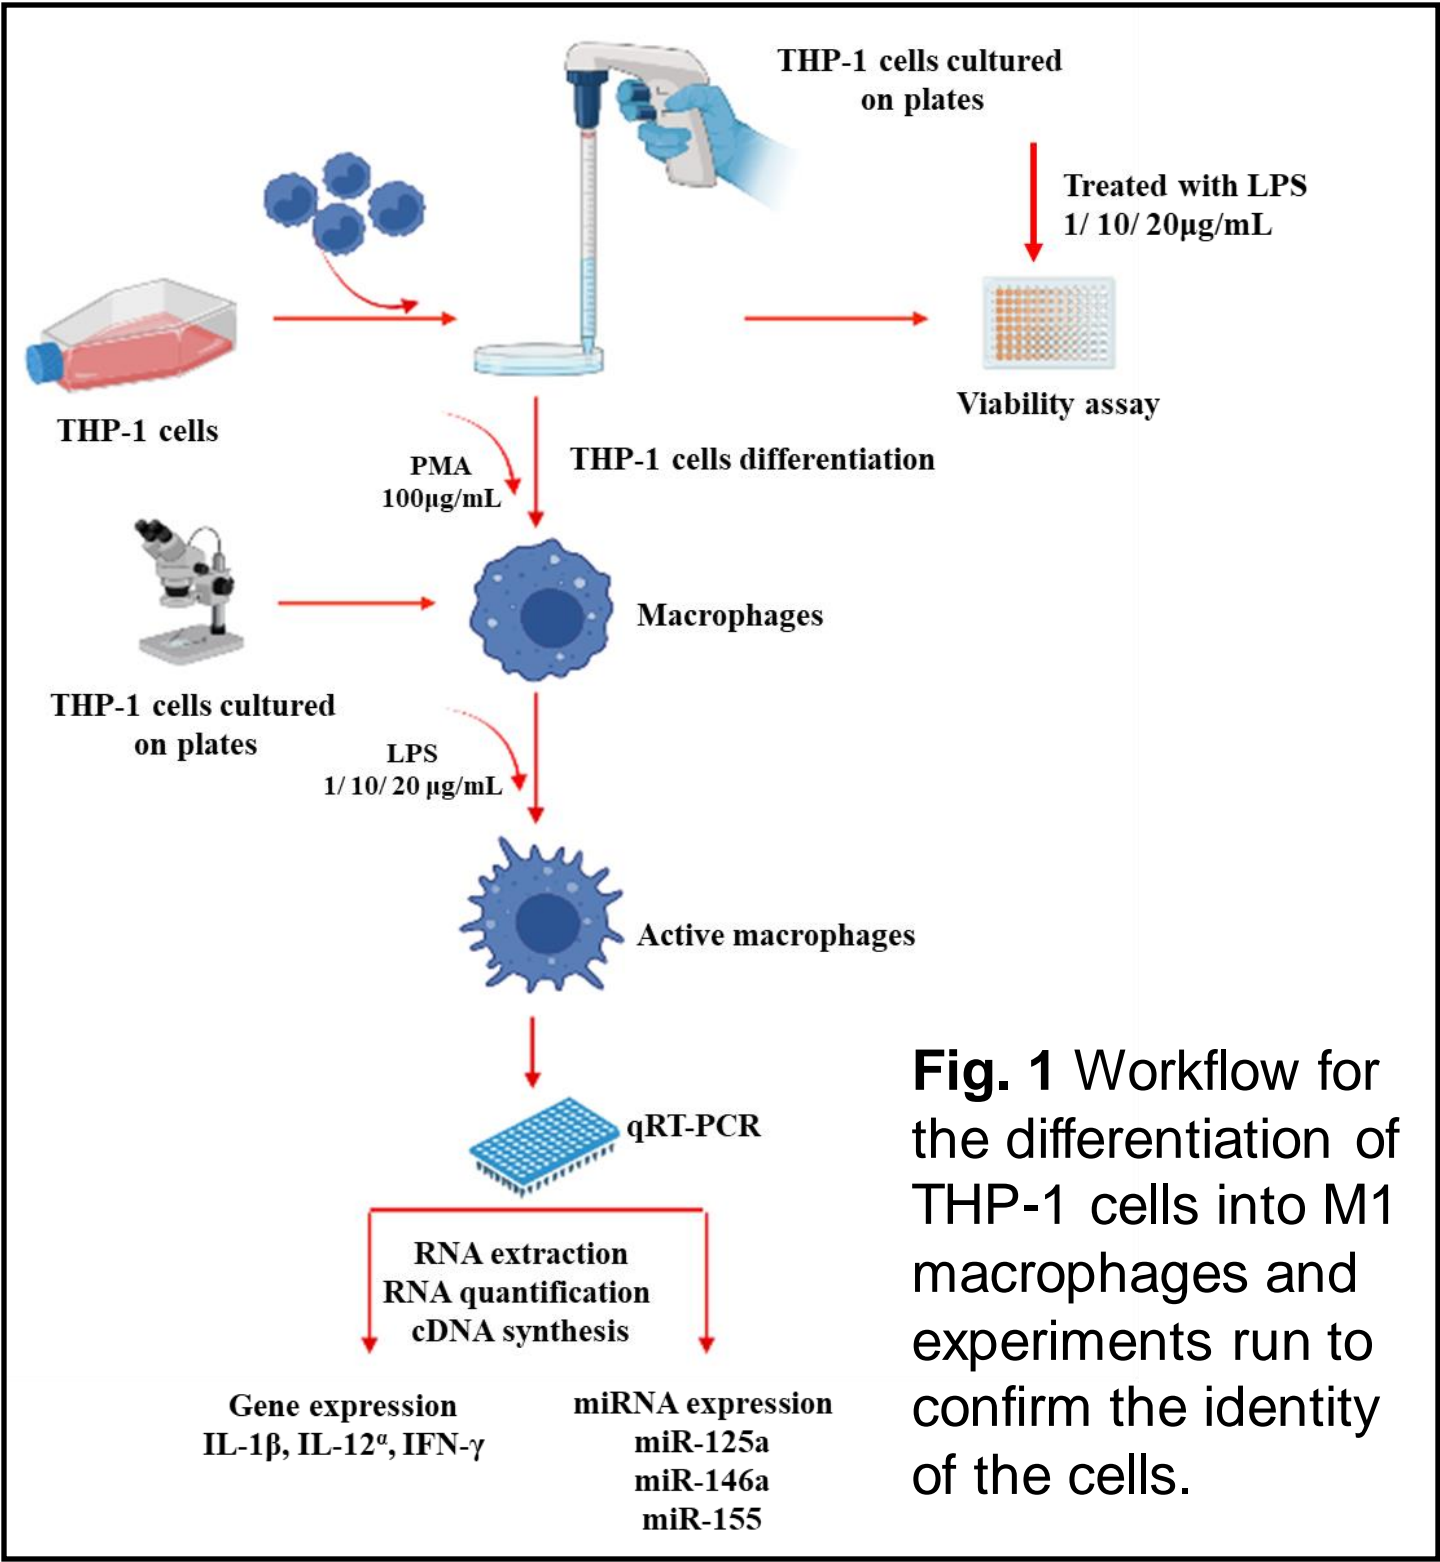 THP-1 cells cultured
on plates
Treated with LPS
1/ 10/ 20µg/mL
Viability assay
THP-1 cells
PMA
100µg/mL
THP-1 cells differentiation
Macrophages
THP-1 cells cultured
on plates
LPS
1/ 10/ 20 µg/mL
Active macrophages
qRT-PCR
RNA extraction
RNA quantification
cDNA synthesis
Gene expression
IL-1β, IL-12ᵅ, IFN-γ
miRNA expression
miR-125a
miR-146a
miR-155
Fig. 1 Workflow for
the differentiation of
THP-1 cells into M1
macrophages and
experiments run to
confirm the identity
of the cells.